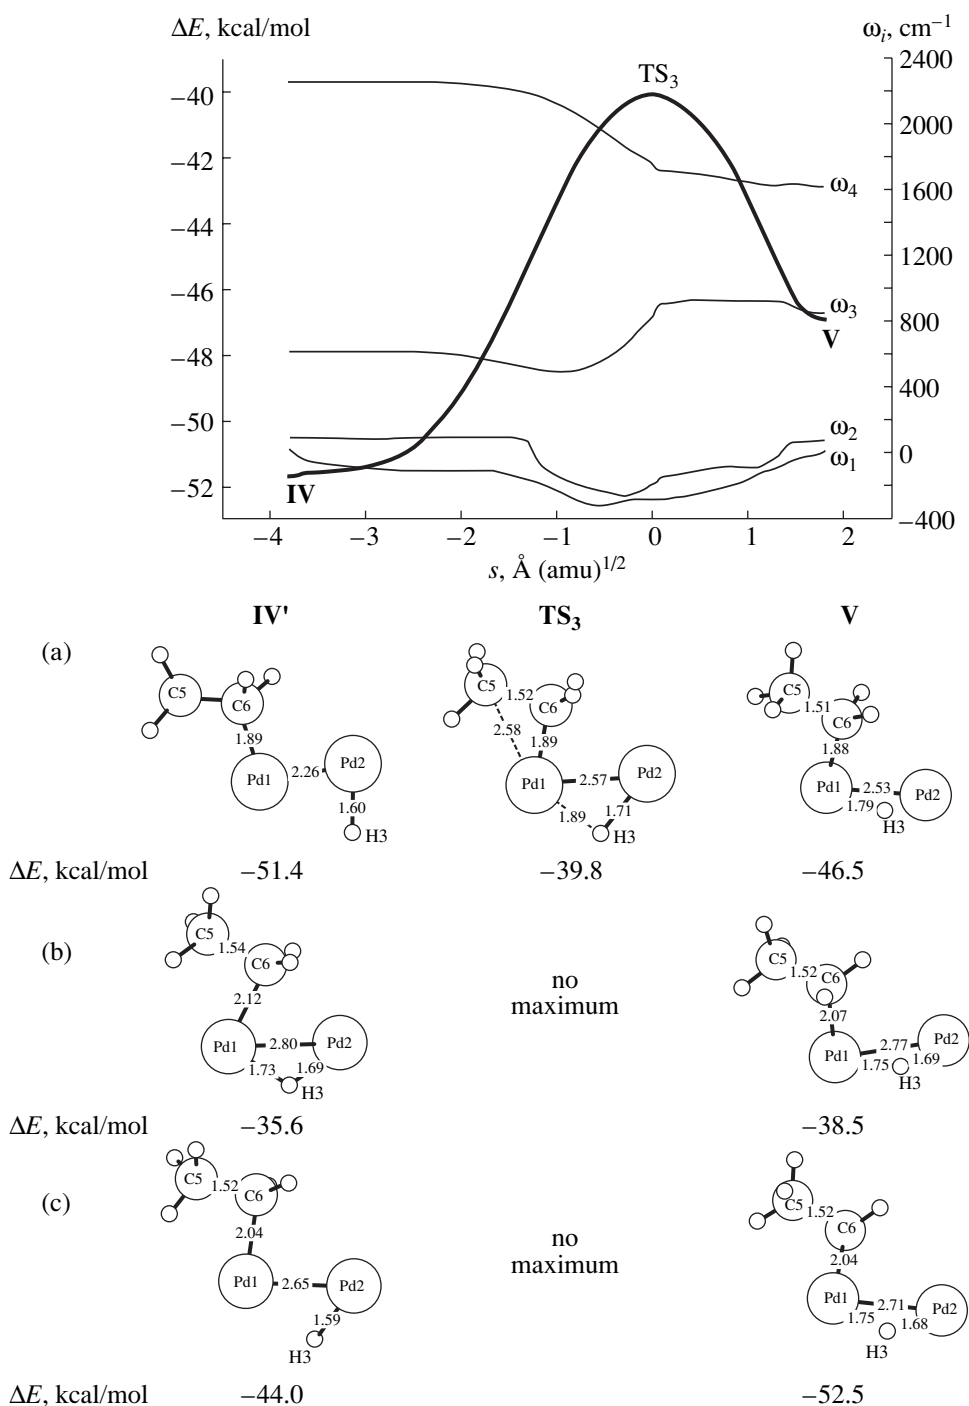 ΔE, kcal/mol
ω_i, cm⁻¹
2400
TS₃
−40
2000
−42
ω₄
1600
−44
1200
−46
ω₃
800
V
−48
400
−50
ω₂
0
ω₁
−52
IV
−400
−4 −3 −2 −1 0 1 2
s, Å (amu)^1/2
IV' TS₃ V
(a)
C5 C6 1.89 Pd1 2.26 Pd2 1.60 H3
C5 1.52 C6 2.58 1.89 Pd1 2.57 Pd2 1.89 1.71 H3
C5 1.51 C6 1.88 Pd1 2.53 Pd2 1.79 H3
ΔE, kcal/mol −51.4 −39.8 −46.5
(b)
C5 1.54 C6 2.12 Pd1 2.80 Pd2 1.73 1.69 H3
no
maximum
C5 1.52 C6 2.07 Pd1 2.77 Pd2 1.75 1.69 H3
ΔE, kcal/mol −35.6 −38.5
(c)
C5 1.52 C6 2.04 Pd1 2.65 Pd2 1.59 H3
no
maximum
C5 1.52 C6 2.04 Pd1 2.71 Pd2 1.75 1.68 H3
ΔE, kcal/mol −44.0 −52.5